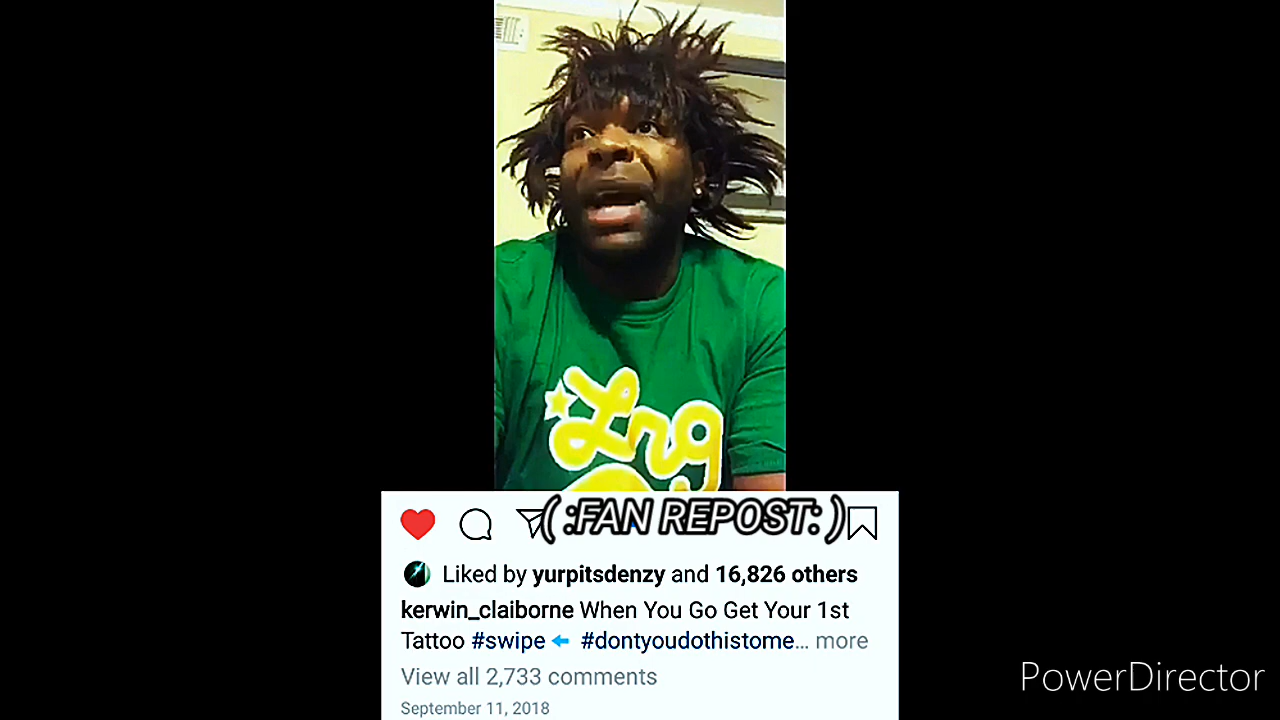 Lrg
(:FAN REPOST:)
Liked by yurpitsdenzy and 16,826 others
kerwin_claiborne When You Go Get Your 1st
Tattoo #swipe #dontyoudothistome... more
View all 2,733 comments
September 11, 2018
PowerDirector